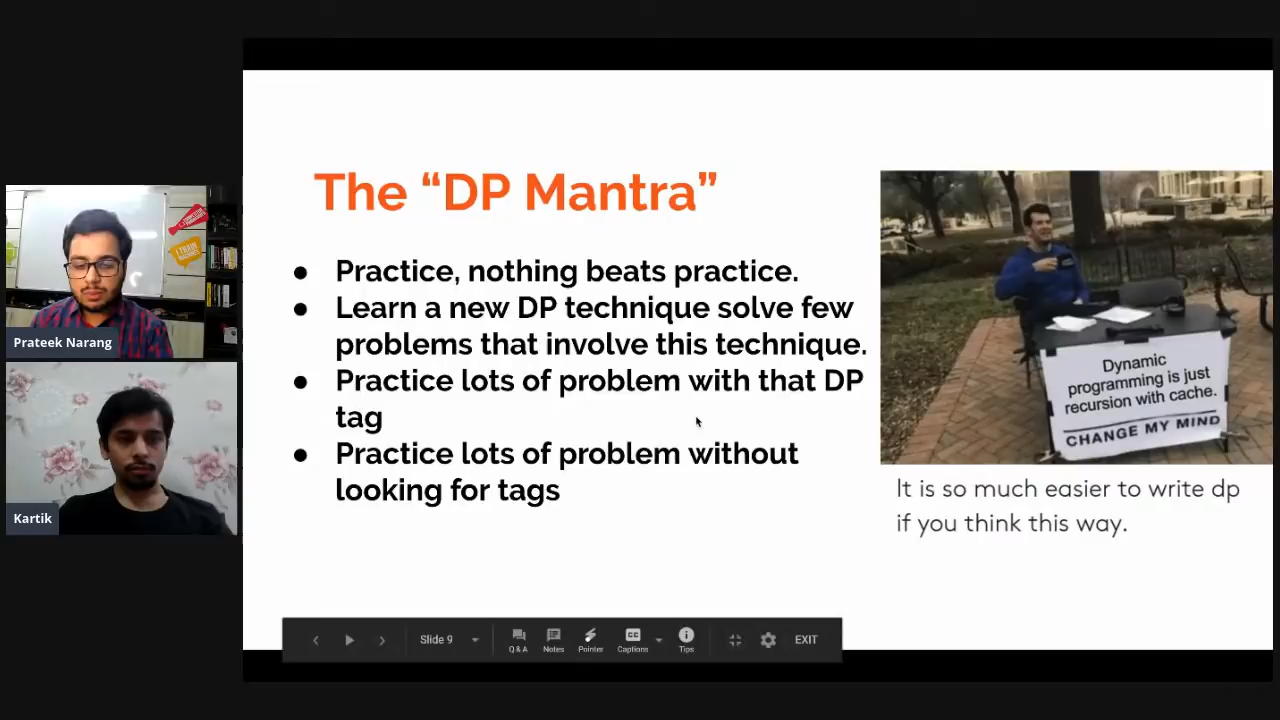 The “DP Mantra”
● Practice, nothing beats practice.
● Learn a new DP technique solve few
problems that involve this technique.
● Practice lots of problem with that DP
tag
● Practice lots of problem without
looking for tags
Dynamic
programming is just
recursion with cache.
CHANGE MY MIND
It is so much easier to write dp
if you think this way.
Prateek Narang
Kartik
Slide 9
Q & A
Notes
Pointer
CC
Captions
Tips
EXIT